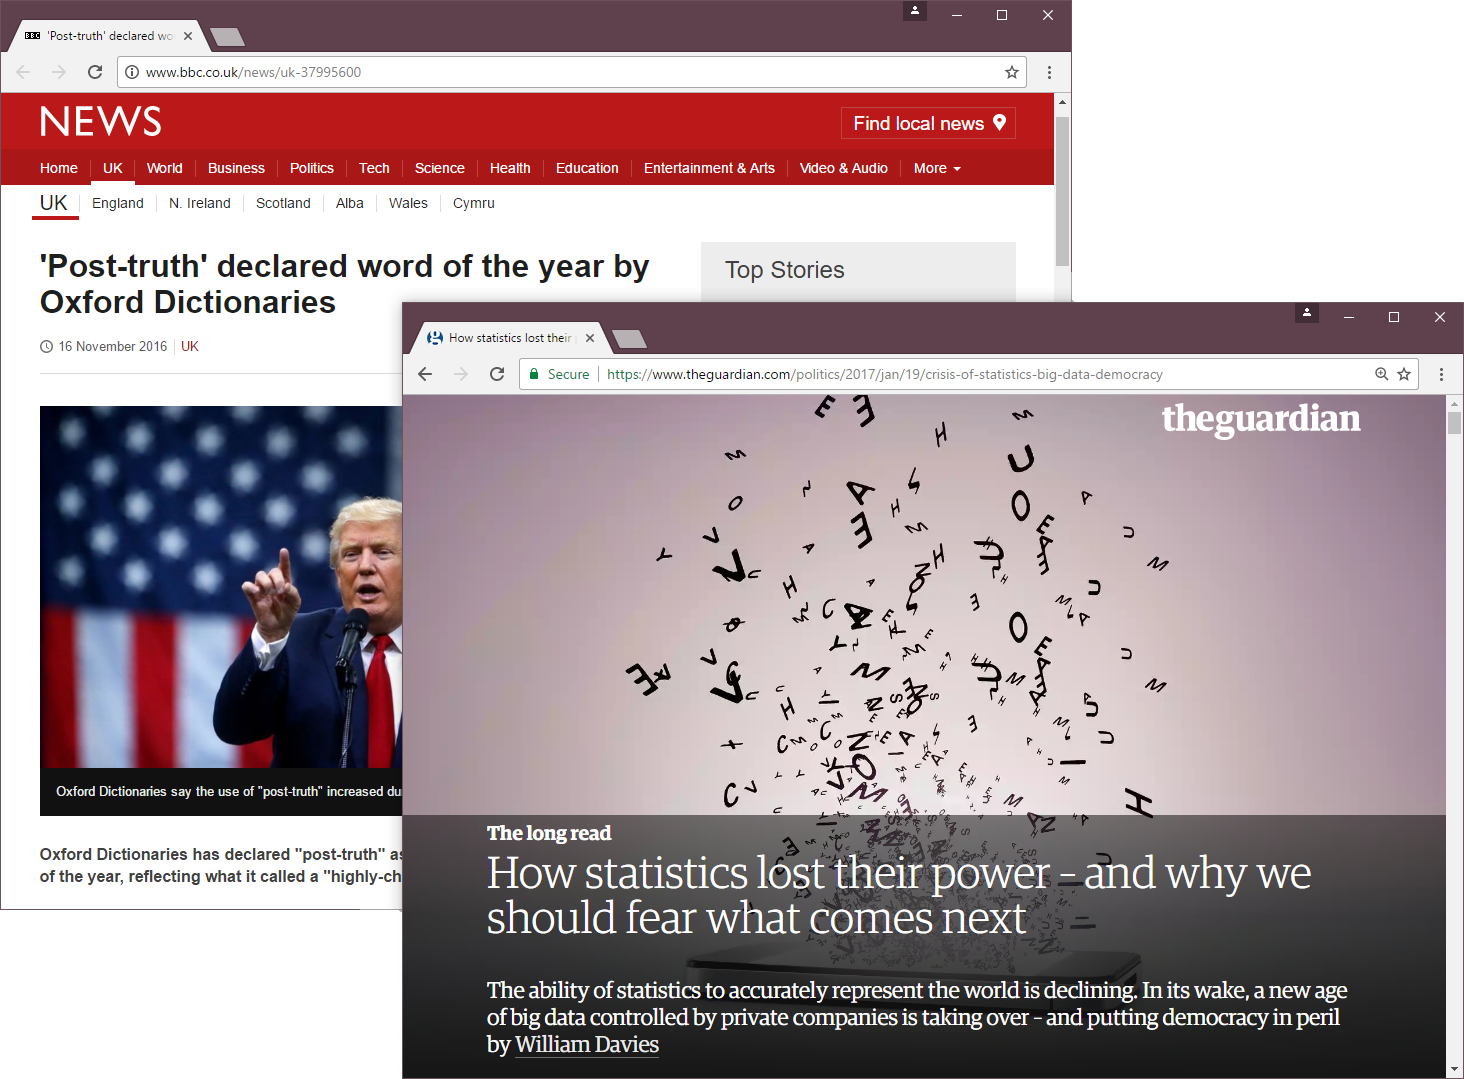 'Post-truth' declared wo
www.bbc.co.uk/news/uk-37995600
NEWS
Find local news
Home UK World Business Politics Tech Science Health Education Entertainment & Arts Video & Audio More
UK England N. Ireland Scotland Alba Wales Cymru
'Post-truth' declared word of the year by
Oxford Dictionaries
16 November 2016 UK
Top Stories
Oxford Dictionaries say the use of "post-truth" increased du
Oxford Dictionaries has declared "post-truth" as
of the year, reflecting what it called a "highly-ch
How statistics lost their
Secure https://www.theguardian.com/politics/2017/jan/19/crisis-of-statistics-big-data-democracy
theguardian
The long read
How statistics lost their power – and why we
should fear what comes next
The ability of statistics to accurately represent the world is declining. In its wake, a new age
of big data controlled by private companies is taking over – and putting democracy in peril
by William Davies